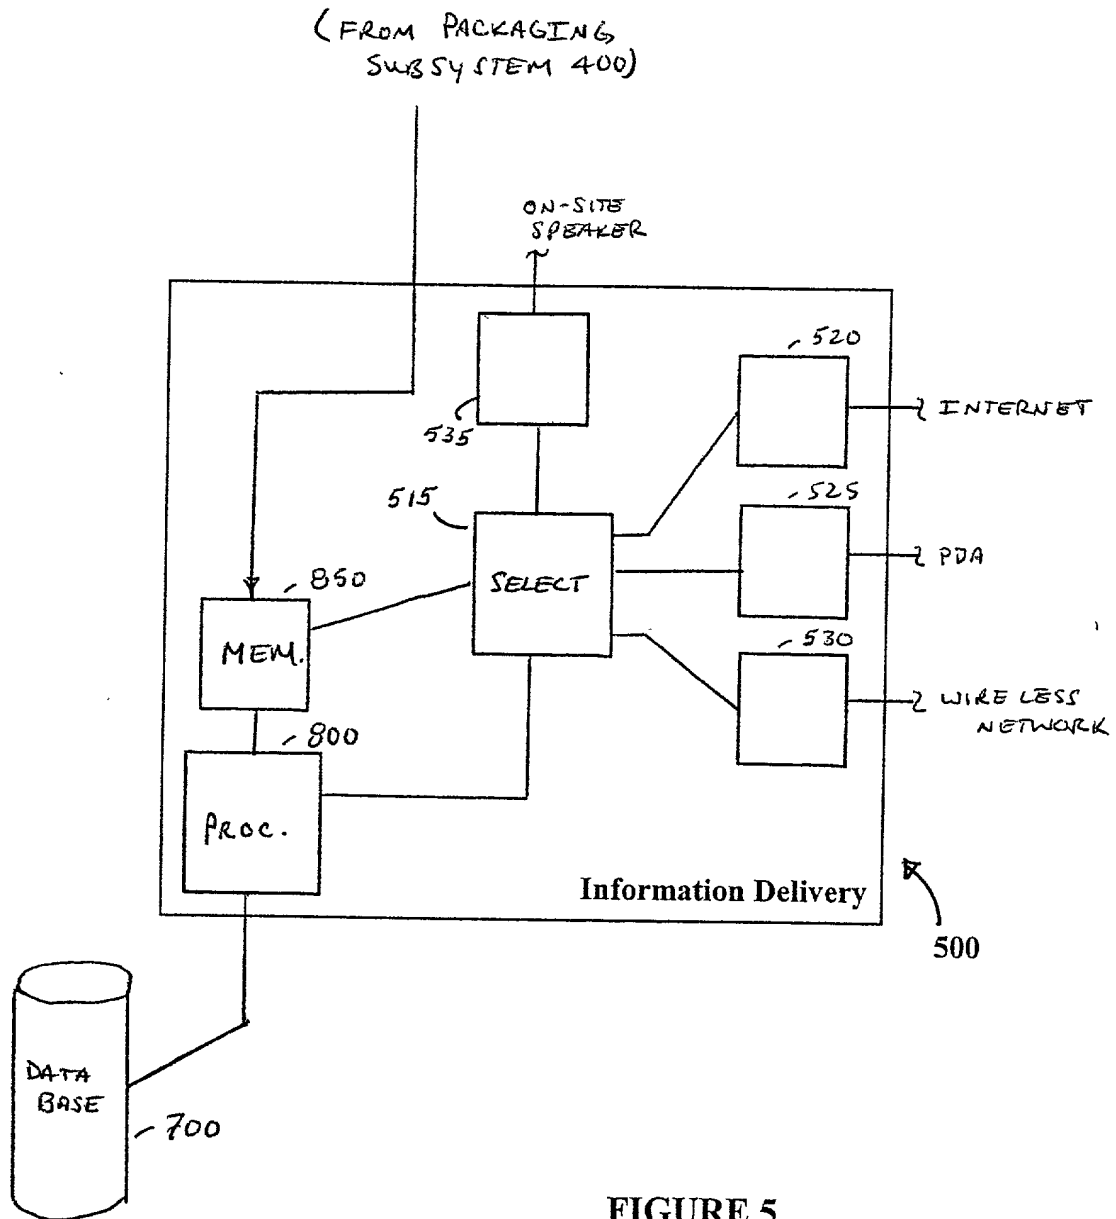 (FROM PACKAGING
SUBSYSTEM 400)
ON-SITE
SPEAKER
520
INTERNET
535
525
515
PDA
SELECT
850
530
MEM.
WIRELESS
NETWORK
800
PROC.
Information Delivery
500
DATA
BASE
700
FIGURE 5